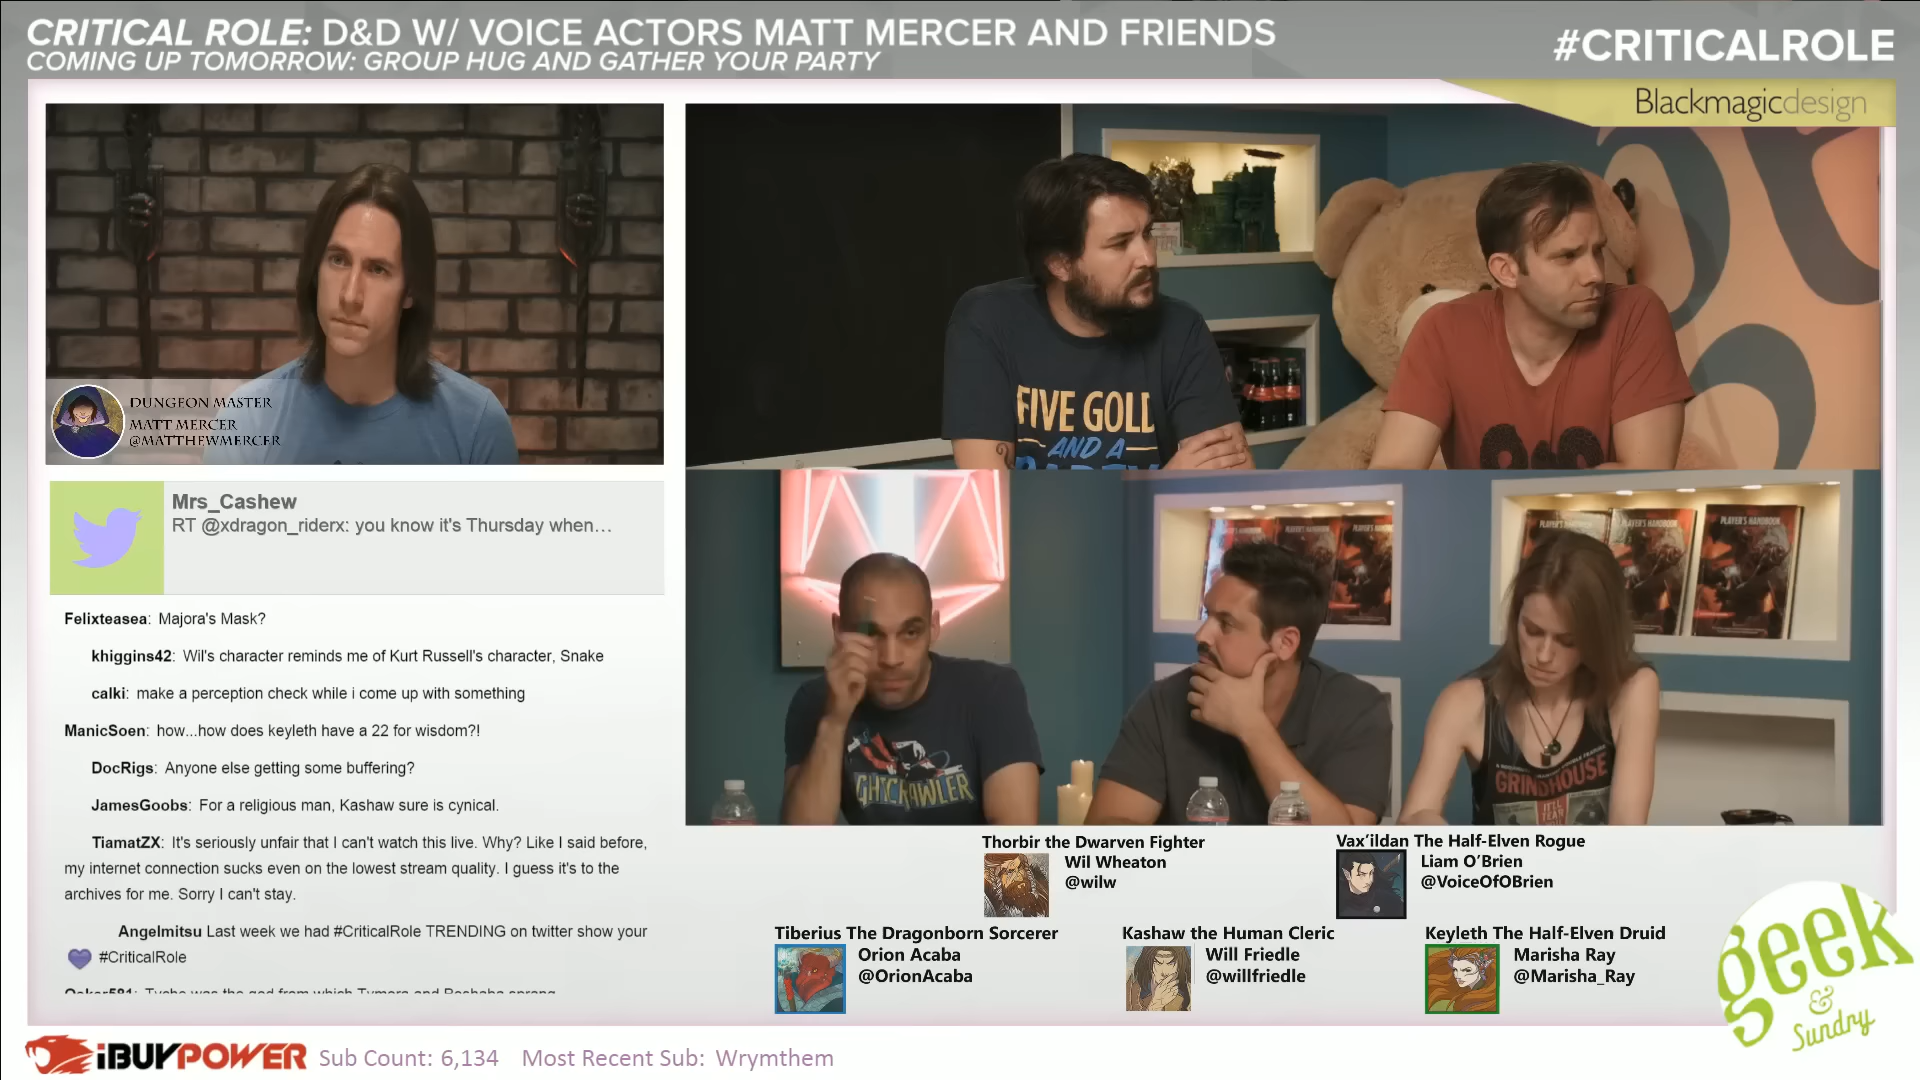 CRITICAL ROLE: D&D W/ VOICE ACTORS MATT MERCER AND FRIENDS
COMING UP TOMORROW: GROUP HUG AND GATHER YOUR PARTY
#CRITICALROLE
Blackmagicdesign
DUNGEON MASTER
MATT MERCER
@MATTHEWMERCER
FIVE GOLD
AND A
PLAYER'S HANDBOOK
PLAYER'S HANDBOOK
PLAYER'S HANDBOOK
GHTCRAWLER
GRINDHOUSE
Mrs_Cashew
RT @xdragon_riderx: you know it's Thursday when…
Felixteasea: Majora's Mask?
khiggins42: Wil's character reminds me of Kurt Russell's character, Snake
calki: make a perception check while i come up with something
ManicSoen: how...how does keyleth have a 22 for wisdom?!
DocRigs: Anyone else getting some buffering?
JamesGoobs: For a religious man, Kashaw sure is cynical.
TiamatZX: It's seriously unfair that I can't watch this live. Why? Like I said before,
my internet connection sucks even on the lowest stream quality. I guess it's to the
archives for me. Sorry I can't stay.
Angelmitsu Last week we had #CriticalRole TRENDING on twitter show your
#CriticalRole
Thorbir the Dwarven Fighter
Wil Wheaton
@wilw
Vax'ildan The Half-Elven Rogue
Liam O'Brien
@VoiceOfOBrien
Tiberius The Dragonborn Sorcerer
Orion Acaba
@OrionAcaba
Kashaw the Human Cleric
Will Friedle
@willfriedle
Keyleth The Half-Elven Druid
Marisha Ray
@Marisha_Ray
geek
&
Sundry
iBUYPOWER
Sub Count: 6,134 Most Recent Sub: Wrymthem